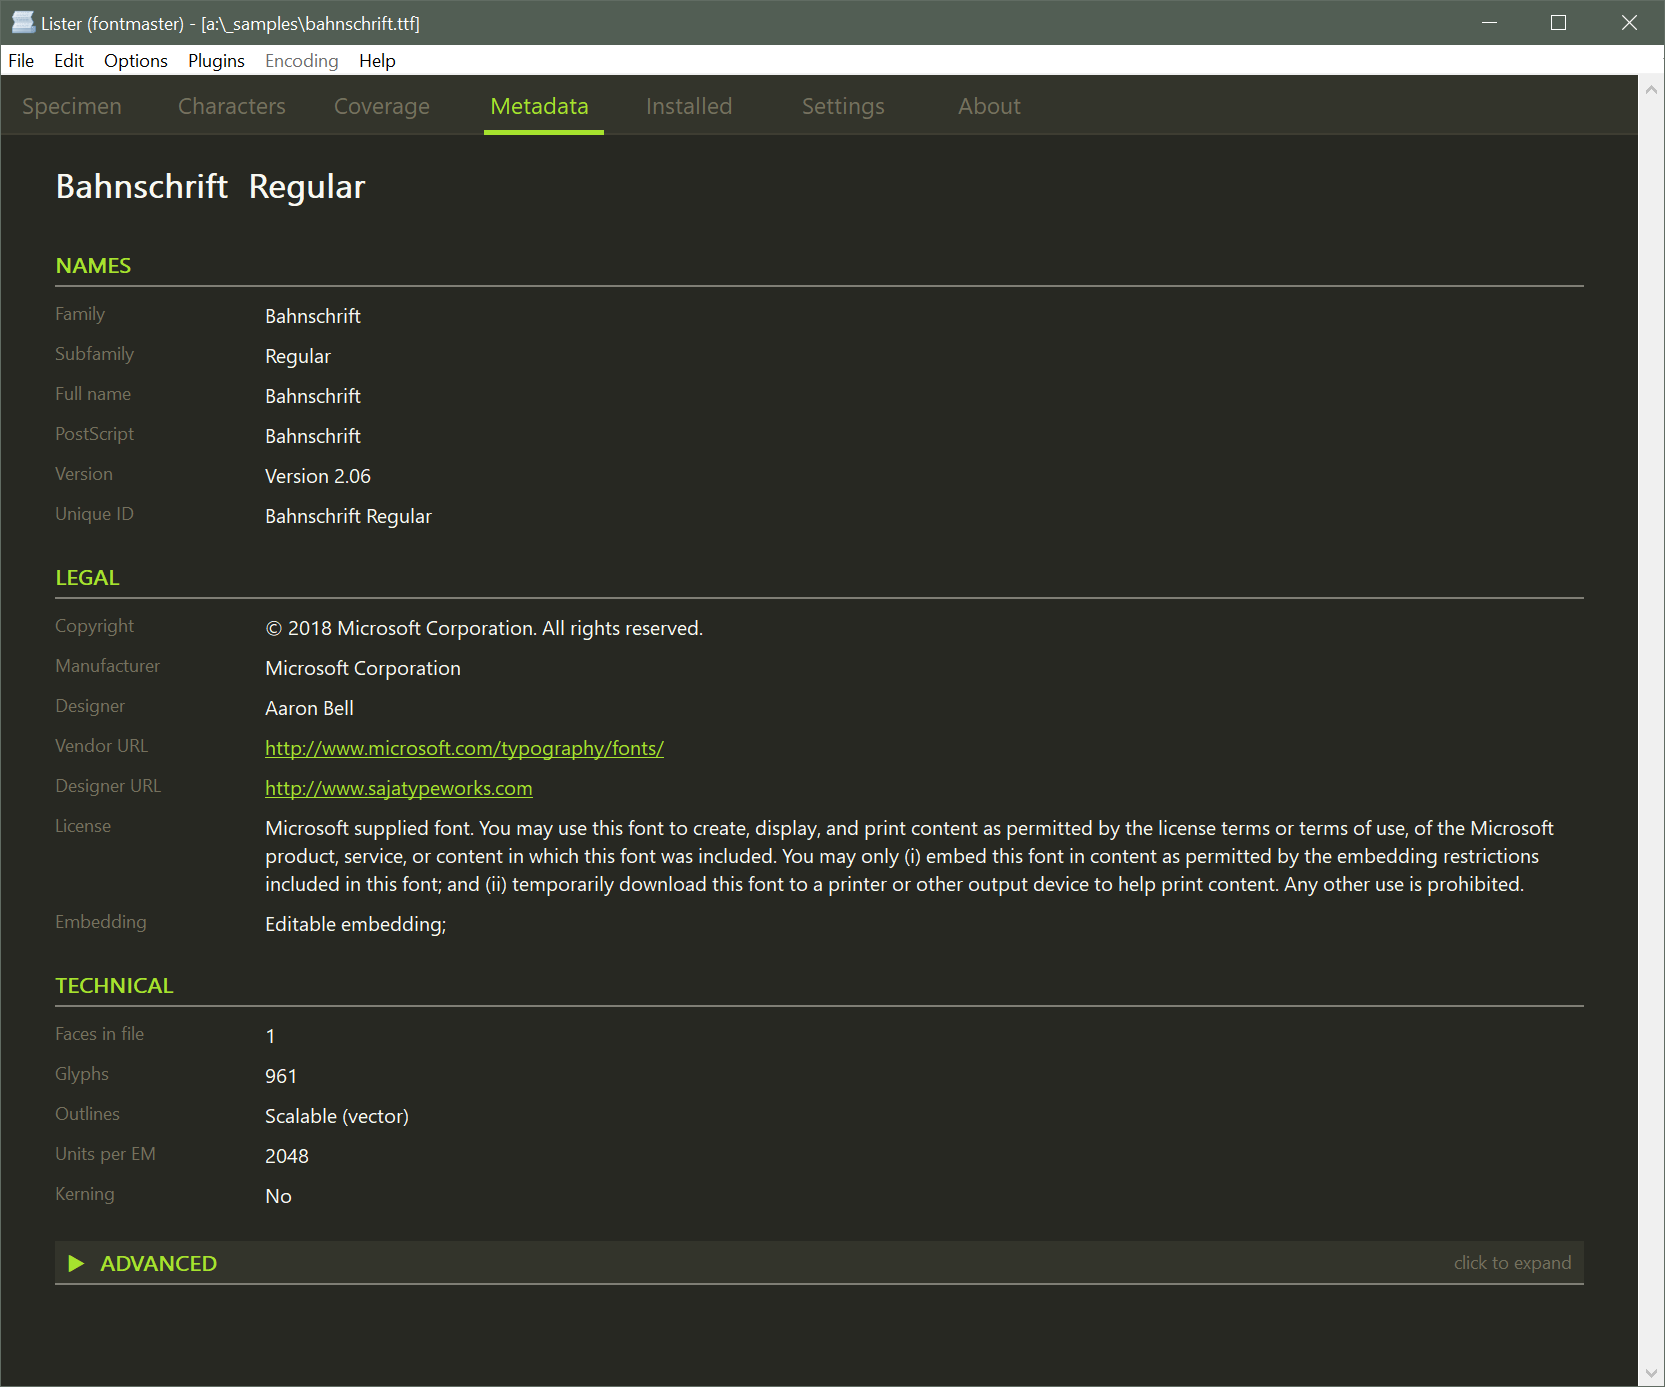 Lister (fontmaster) - [a:\_samples\bahnschrift.ttf]
File Edit Options Plugins Encoding Help
Specimen Characters Coverage Metadata Installed Settings About
Bahnschrift Regular
NAMES
Family Bahnschrift
Subfamily Regular
Full name Bahnschrift
PostScript Bahnschrift
Version Version 2.06
Unique ID Bahnschrift Regular
LEGAL
Copyright © 2018 Microsoft Corporation. All rights reserved.
Manufacturer Microsoft Corporation
Designer Aaron Bell
Vendor URL http://www.microsoft.com/typography/fonts/
Designer URL http://www.sajatypeworks.com
License Microsoft supplied font. You may use this font to create, display, and print content as permitted by the license terms or terms of use, of the Microsoft
product, service, or content in which this font was included. You may only (i) embed this font in content as permitted by the embedding restrictions
included in this font; and (ii) temporarily download this font to a printer or other output device to help print content. Any other use is prohibited.
Embedding Editable embedding;
TECHNICAL
Faces in file 1
Glyphs 961
Outlines Scalable (vector)
Units per EM 2048
Kerning No
ADVANCED click to expand